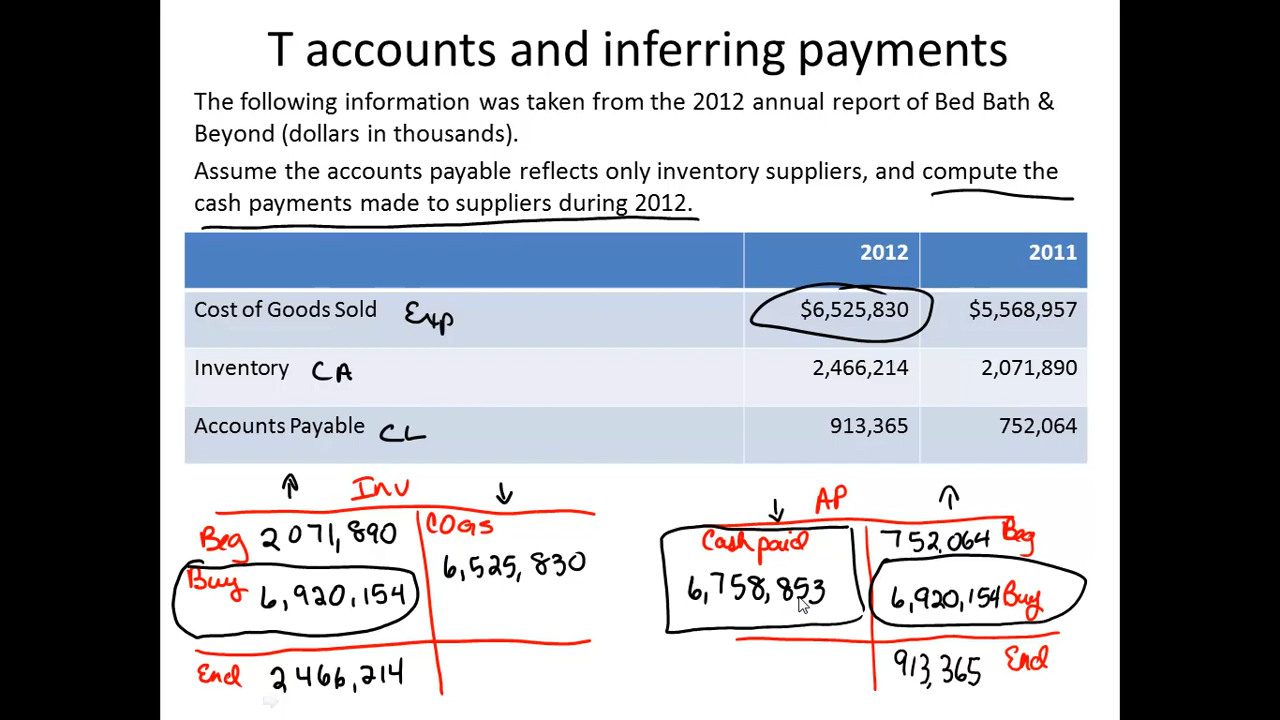 T accounts and inferring payments
The following information was taken from the 2012 annual report of Bed Bath &
Beyond (dollars in thousands).
Assume the accounts payable reflects only inventory suppliers, and compute the
cash payments made to suppliers during 2012.
2012 2011
Cost of Goods Sold Exp $6,525,830 $5,568,957
Inventory CA 2,466,214 2,071,890
Accounts Payable CL 913,365 752,064
↑ Inv ↓
Beg 2071,890 COGS
Buy 6,920,154 6,525,830
End 2466,214
↓ AP ↑
Cash paid 752,064 Beg
6,758,853 6,920,154 Buy
913,365 End